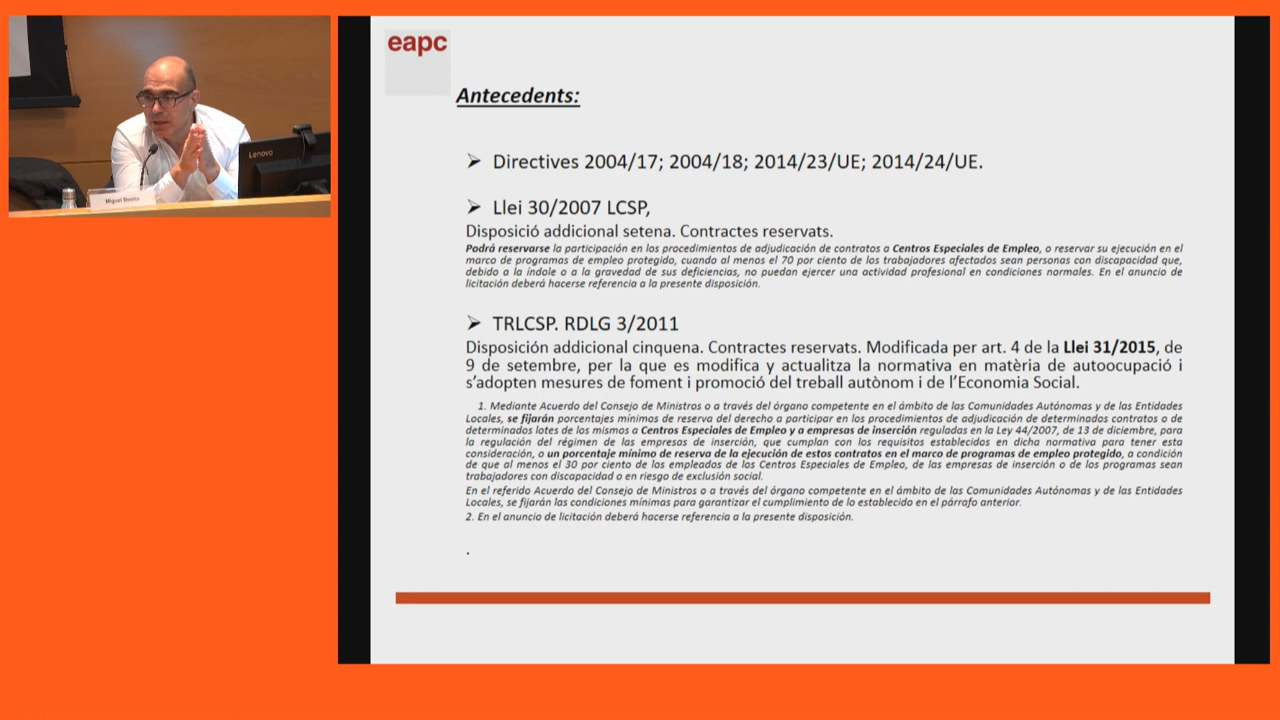 eapc
Antecedents:
➢ Directives 2004/17; 2004/18; 2014/23/UE; 2014/24/UE.
➢ Llei 30/2007 LCSP,
Disposició addicional setena. Contractes reservats.
Podrá reservarse la participación en los procedimientos de adjudicación de contratos a Centros Especiales de Empleo, o reservar su ejecución en el
marco de programas de empleo protegido, cuando al menos el 70 por ciento de los trabajadores afectados sean personas con discapacidad que,
debido a la índole o a la gravedad de sus deficiencias, no puedan ejercer una actividad profesional en condiciones normales. En el anuncio de
licitación deberá hacerse referencia a la presente disposición.
➢ TRLCSP. RDLG 3/2011
Disposición addicional cinquena. Contractes reservats. Modificada per art. 4 de la Llei 31/2015, de
9 de setembre, per la que es modifica y actualitza la normativa en matèria de autoocupació i
s’adopten mesures de foment i promoció del treball autònom i de l’Economia Social.
1. Mediante Acuerdo del Consejo de Ministros o a través del órgano competente en el ámbito de las Comunidades Autónomas y de las Entidades
Locales, se fijarán porcentajes mínimos de reserva del derecho a participar en los procedimientos de adjudicación de determinados contratos o de
determinados lotes de los mismos a Centros Especiales de Empleo y a empresas de inserción reguladas en la Ley 44/2007, de 13 de diciembre, para
la regulación del régimen de las empresas de inserción, que cumplan con los requisitos establecidos en dicha normativa para tener esta
consideración, o un porcentaje mínimo de reserva de la ejecución de estos contratos en el marco de programas de empleo protegido, a condición
de que al menos el 30 por ciento de los empleados de los Centros Especiales de Empleo, de las empresas de inserción o de los programas sean
trabajadores con discapacidad o en riesgo de exclusión social.
En el referido Acuerdo del Consejo de Ministros o a través del órgano competente en el ámbito de las Comunidades Autónomas y de las Entidades
Locales, se fijarán las condiciones mínimas para garantizar el cumplimiento de lo establecido en el párrafo anterior.
2. En el anuncio de licitación deberá hacerse referencia a la presente disposición.
.
Lenovo
Miguel Benito